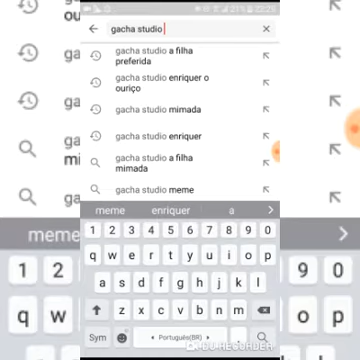 gacha studio
gacha studio a filha
preferida
gacha studio enriquer o
ouriço
gacha studio mimada
gacha studio enriquer
gacha studio a filha
mimada
gacha studio meme
meme enriquer a
1 2 3 4 5 6 7 8 9 0
q w e r t y u i o p
a s d f g h j k l
z x c v b n m
Sym Português(BR)
DU RECORDER